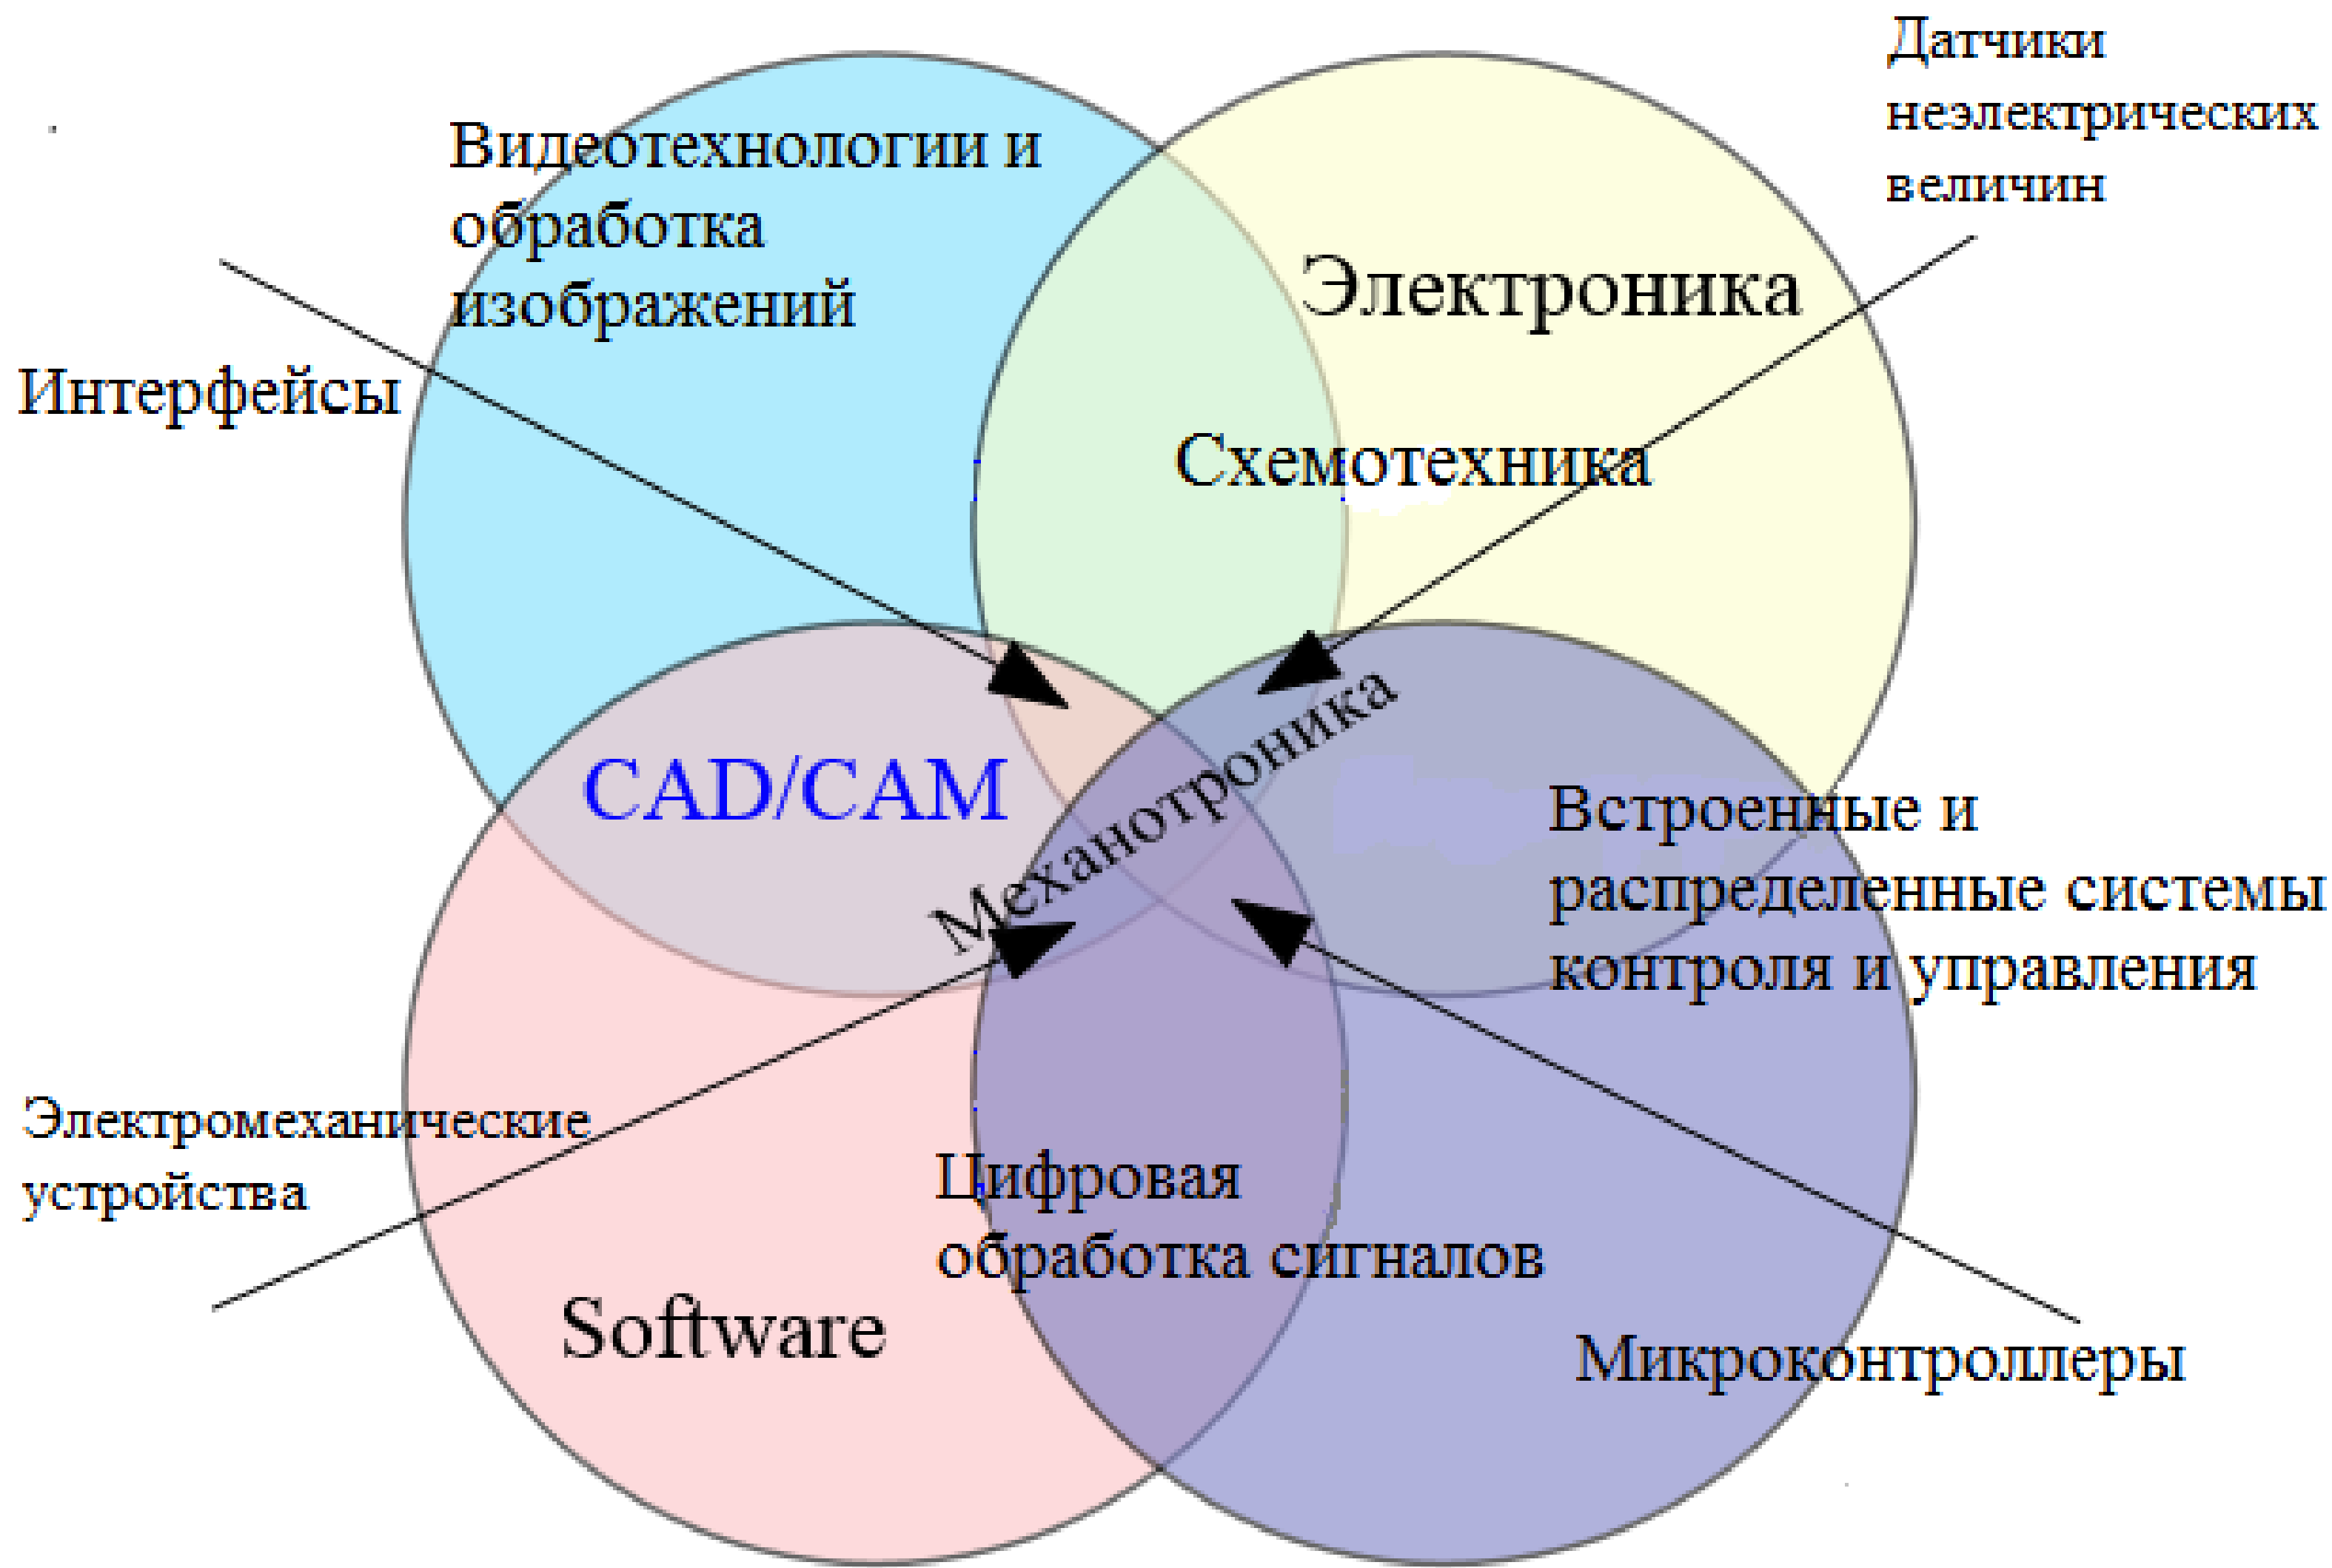 Датчики
неэлектрических
величин
Видеотехнологии и
обработка
изображений
Электроника
Интерфейсы
Схемотехника
CAD/CAM
Механотроника
Встроенные и
распределенные системы
контроля и управления
Электромеханические
устройства
Цифровая
обработка сигналов
Software
Микроконтроллеры